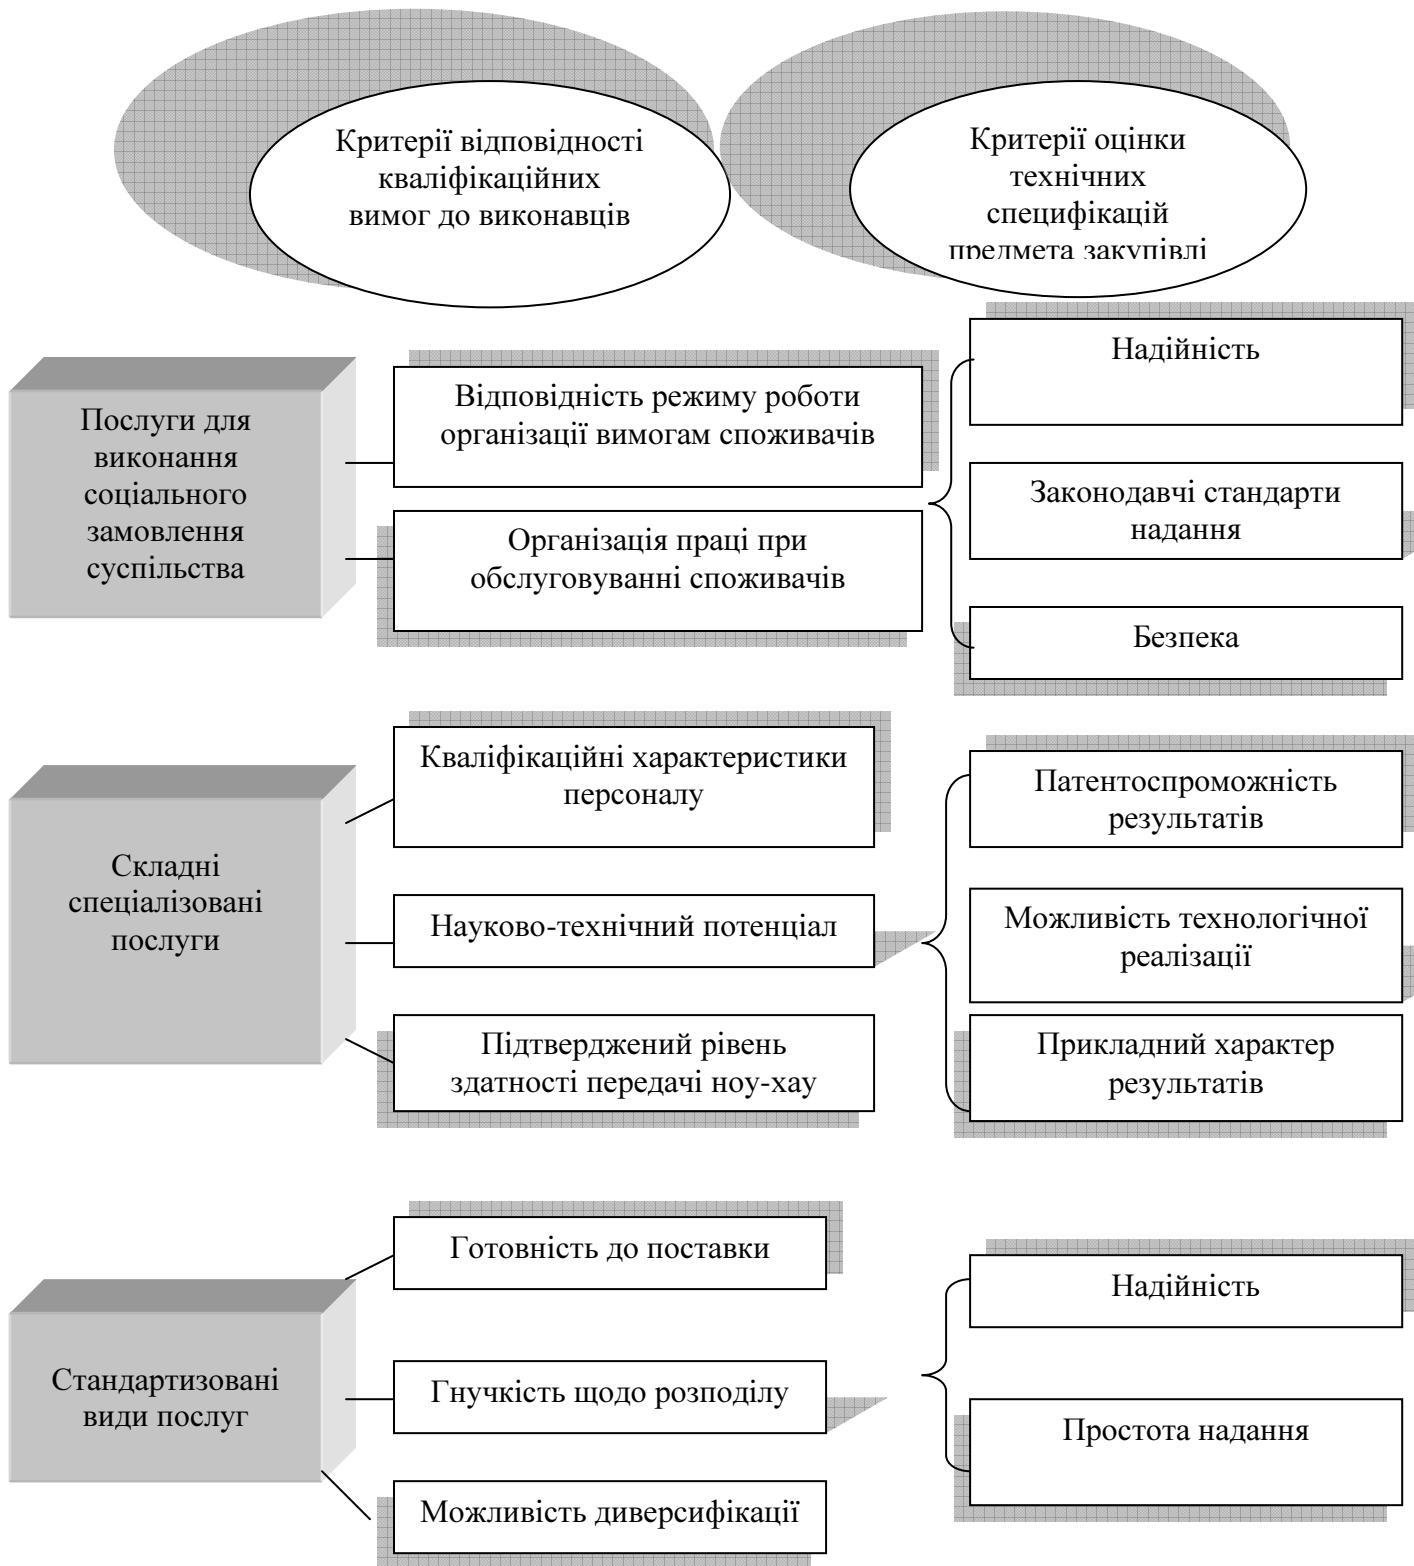 Критерії відповідності
кваліфікаційних
вимог до виконавців
Критерії оцінки
технічних
специфікацій
предмета закупівлі
Послуги для
виконання
соціального
замовлення
суспільства
Відповідність режиму роботи
організації вимогам споживачів
Організація праці при
обслуговуванні споживачів
Надійність
Законодавчі стандарти
надання
Безпека
Складні
спеціалізовані
послуги
Кваліфікаційні характеристики
персоналу
Науково-технічний потенціал
Підтверджений рівень
здатності передачі ноу-хау
Патентоспроможність
результатів
Можливість технологічної
реалізації
Прикладний характер
результатів
Стандартизовані
види послуг
Готовність до поставки
Гнучкість щодо розподілу
Можливість диверсифікації
Надійність
Простота надання